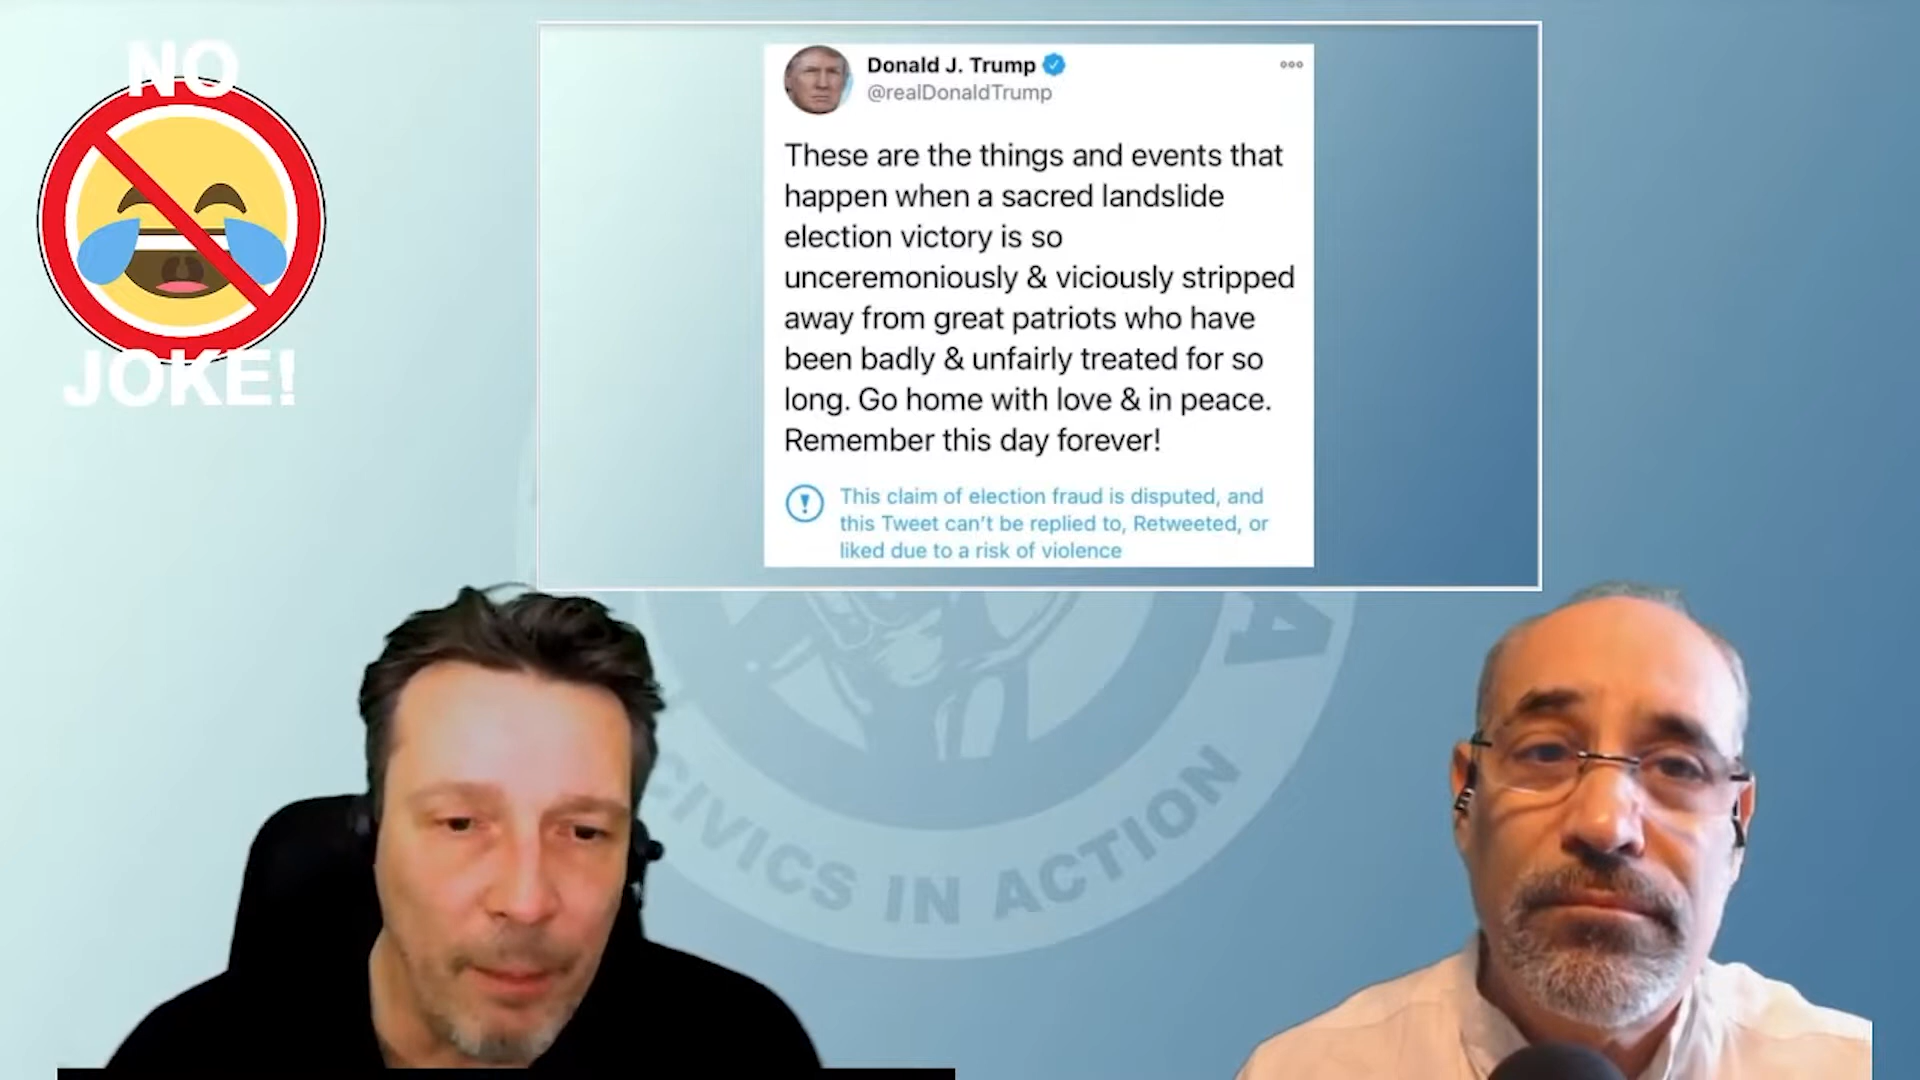 NO
JOKE!
Donald J. Trump
@realDonaldTrump
These are the things and events that
happen when a sacred landslide
election victory is so
unceremoniously & viciously stripped
away from great patriots who have
been badly & unfairly treated for so
long. Go home with love & in peace.
Remember this day forever!
This claim of election fraud is disputed, and
this Tweet can't be replied to, Retweeted, or
liked due to a risk of violence
CIVICS IN ACTION